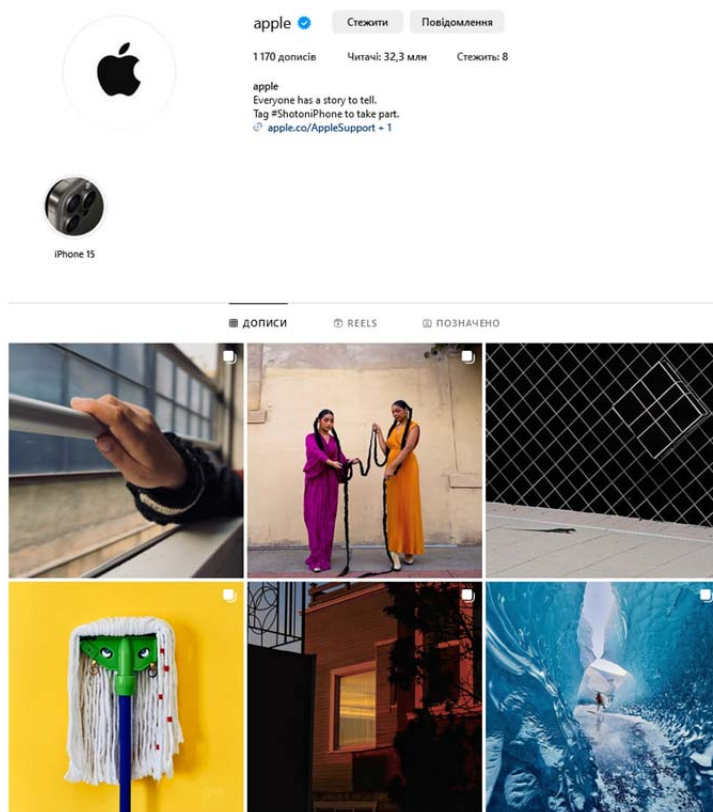 apple Стежити Повідомлення
1 170 дописів Читачі: 32,3 млн Стежить: 8
apple
Everyone has a story to tell.
Tag #ShotoniPhone to take part.
apple.co/AppleSupport + 1
iPhone 15
ДОПИСИ REELS ПОЗНАЧЕНО